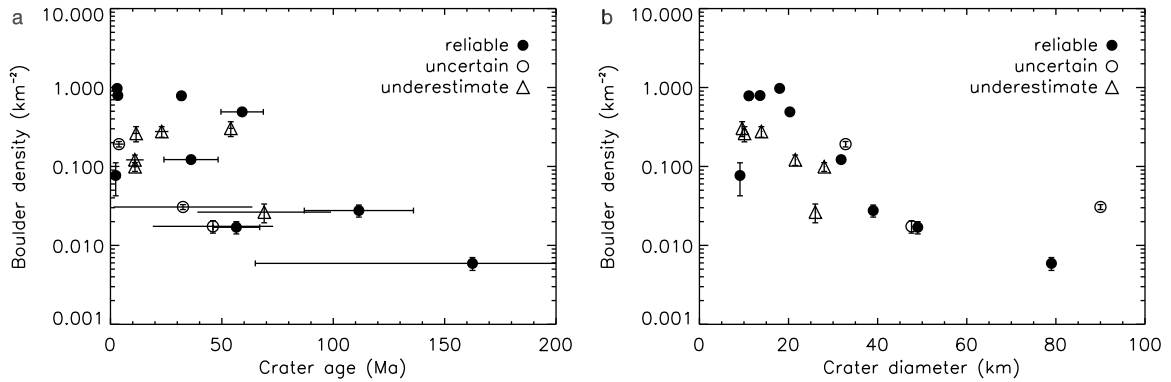 a
10.000
1.000
0.100
0.010
0.001
Boulder density (km⁻²)
reliable
uncertain
underestimate
0 50 100 150 200
Crater age (Ma)
b
10.000
1.000
0.100
0.010
0.001
Boulder density (km⁻²)
reliable
uncertain
underestimate
0 20 40 60 80 100
Crater diameter (km)